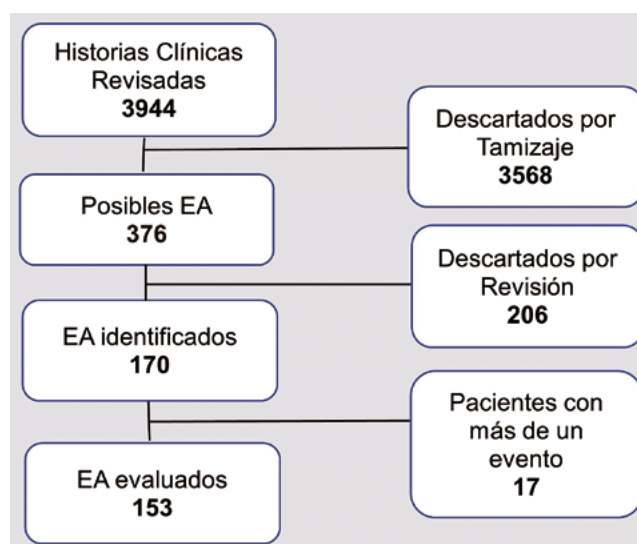 Historias Clínicas
Revisadas
3944
Descartados por
Tamizaje
3568
Posibles EA
376
Descartados por
Revisión
206
EA identificados
170
Pacientes con
más de un
evento
17
EA evaluados
153